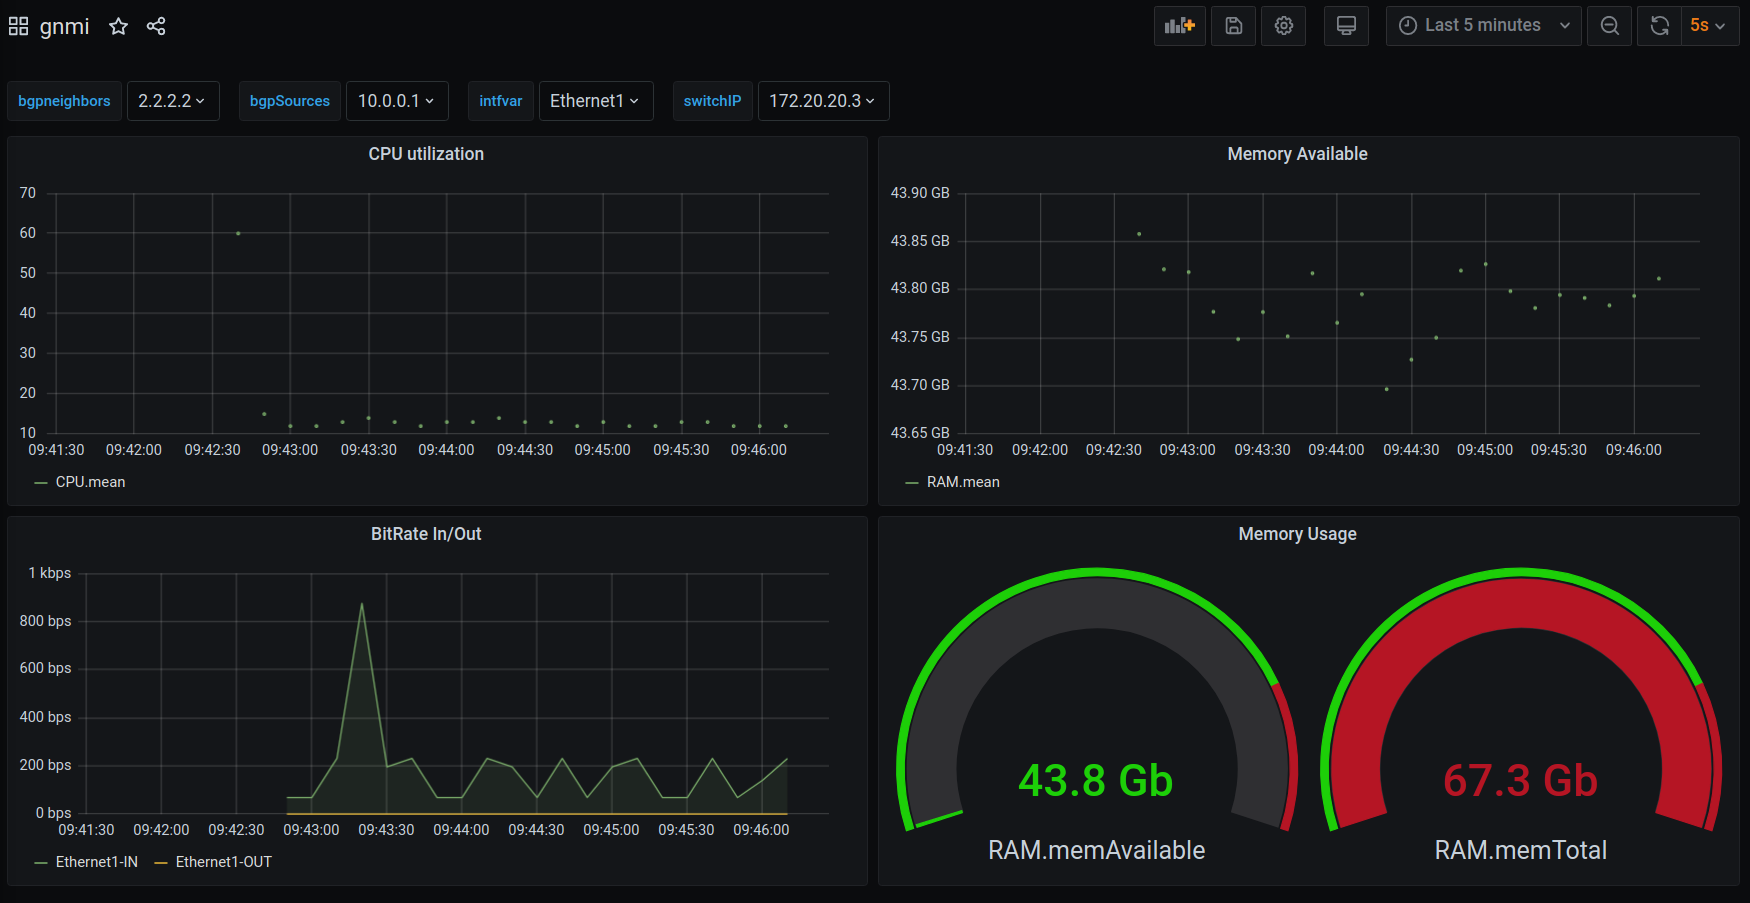 gnmi
Last 5 minutes
5s
bgpneighbors 2.2.2.2 bgpSources 10.0.0.1 intfvar Ethernet1 switchIP 172.20.20.3
CPU utilization
70
60
50
40
30
20
10
09:41:30 09:42:00 09:42:30 09:43:00 09:43:30 09:44:00 09:44:30 09:45:00 09:45:30 09:46:00
CPU.mean
Memory Available
43.90 GB
43.85 GB
43.80 GB
43.75 GB
43.70 GB
43.65 GB
09:41:30 09:42:00 09:42:30 09:43:00 09:43:30 09:44:00 09:44:30 09:45:00 09:45:30 09:46:00
RAM.mean
BitRate In/Out
1 kbps
800 bps
600 bps
400 bps
200 bps
0 bps
09:41:30 09:42:00 09:42:30 09:43:00 09:43:30 09:44:00 09:44:30 09:45:00 09:45:30 09:46:00
Ethernet1-IN Ethernet1-OUT
Memory Usage
43.8 Gb
RAM.memAvailable
67.3 Gb
RAM.memTotal